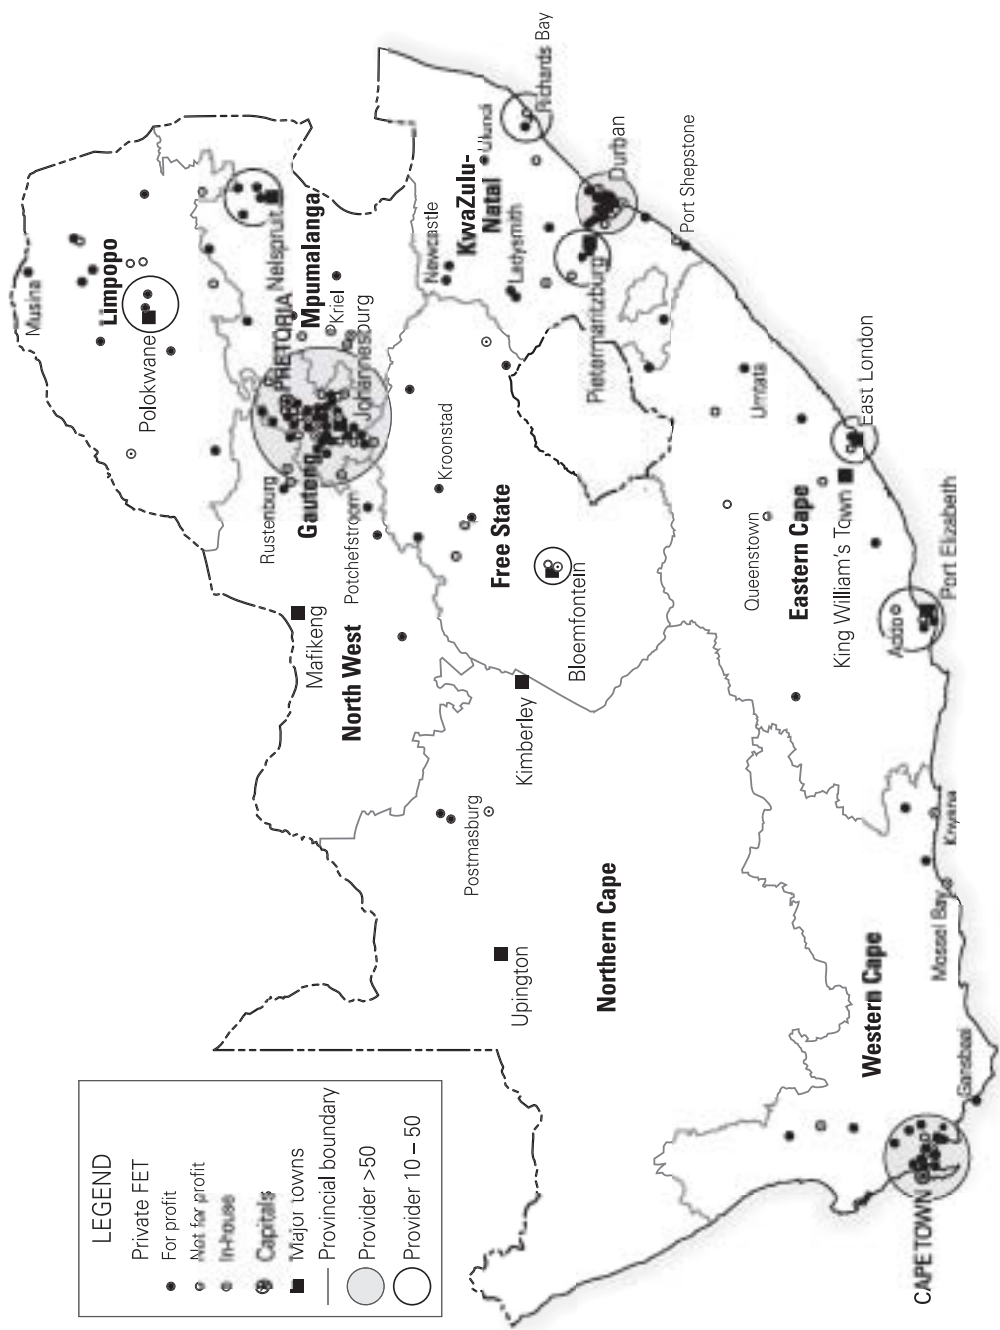 LEGEND
Private FET
For profit
Not for profit
In-house
Capitals
Major towns
Provincial boundary
Provider >50
Provider 10 – 50
Musina
Limpopo
Polokwane
Nelspruit
Mpumalanga
PRETORIA
Kriel
Johannesburg
Gauteng
Rustenburg
Potchefstroom
Mafikeng
North West
Kroonstad
Free State
Bloemfontein
Newcastle
KwaZulu-
Natal
Ulundi
Richards Bay
Ladysmith
Pietermaritzburg
Durban
Port Shepstone
Kimberley
Postmasburg
Upington
Northern Cape
Umtata
Queenstown
Eastern Cape
East London
King William's Town
Addo
Port Elizabeth
Knysna
Mossel Bay
Western Cape
Gansbaai
CAPE TOWN